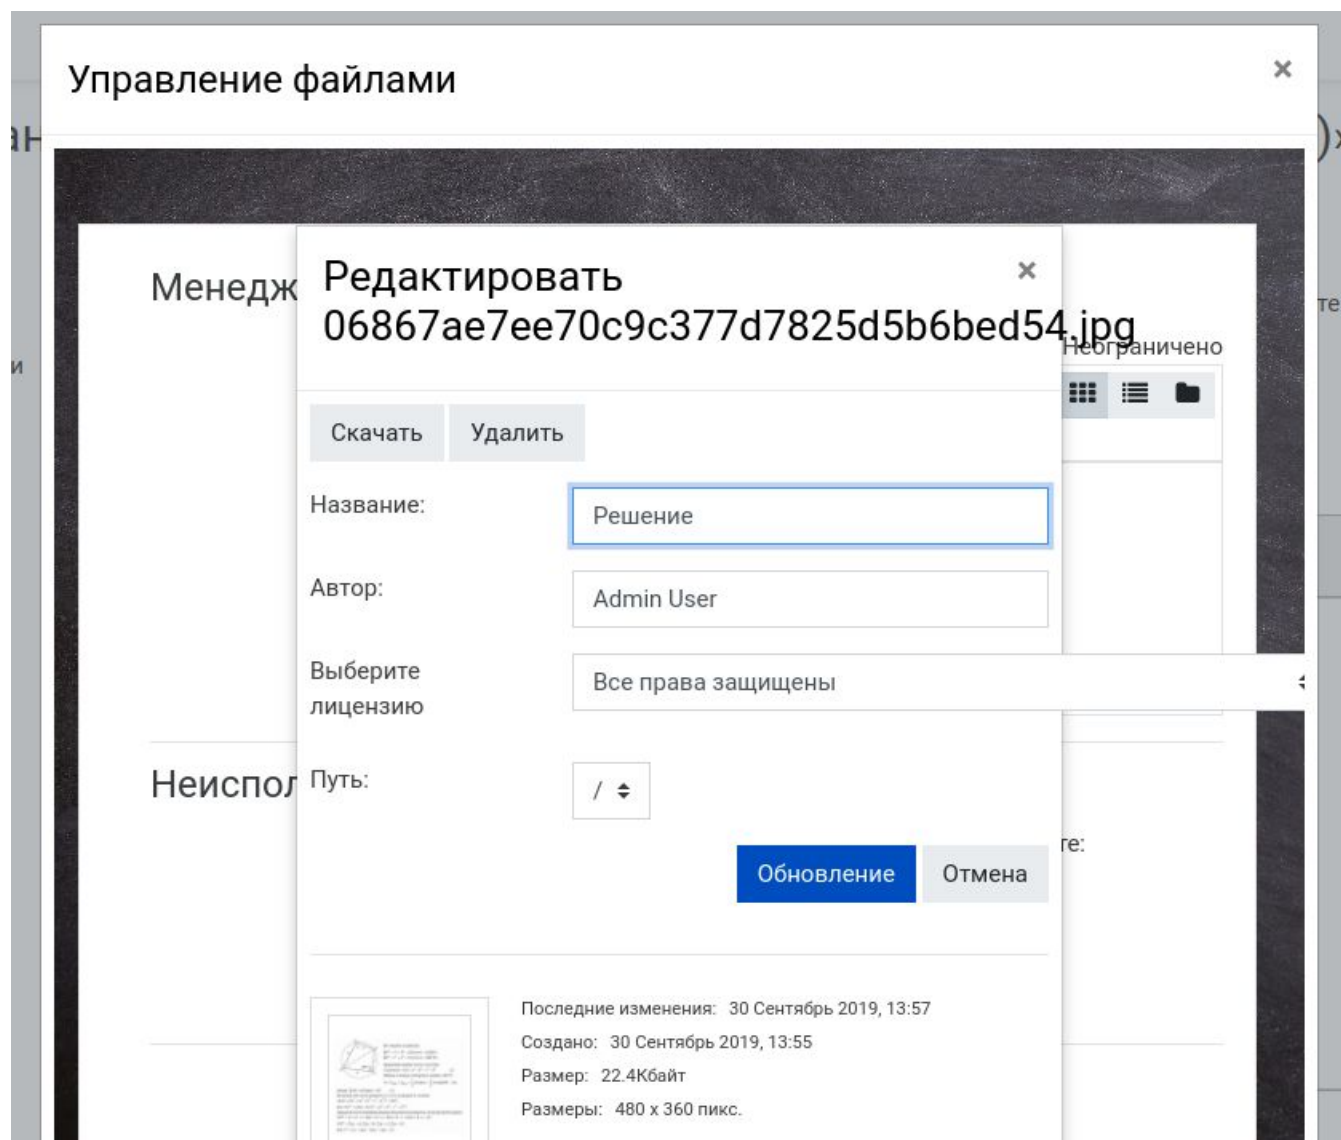 Управление файлами
×
ан
)»
Менедж
Редактировать
06867ae7ee70c9c377d7825d5b6bed54.jpg
×
те
Неограничено
и
Скачать
Удалить
Название:
Решение
Автор:
Admin User
Выберите
лицензию
Все права защищены
Неиспол
Путь:
/
те:
Обновление
Отмена
Последние изменения: 30 Сентябрь 2019, 13:57
Создано: 30 Сентябрь 2019, 13:55
Размер: 22.4Кбайт
Размеры: 480 x 360 пикс.